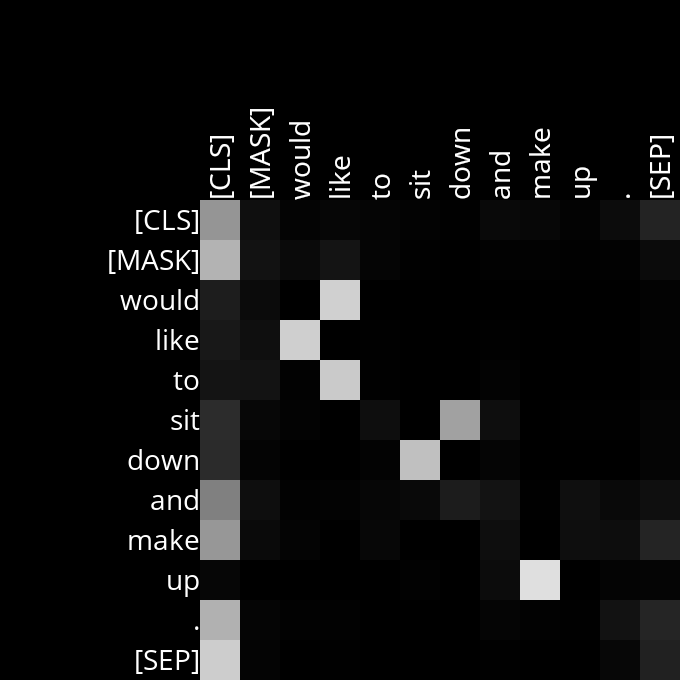 [CLS] [MASK] would like to sit down and make up . [SEP]
[CLS]
[MASK]
would
like
to
sit
down
and
make
up
.
[SEP]